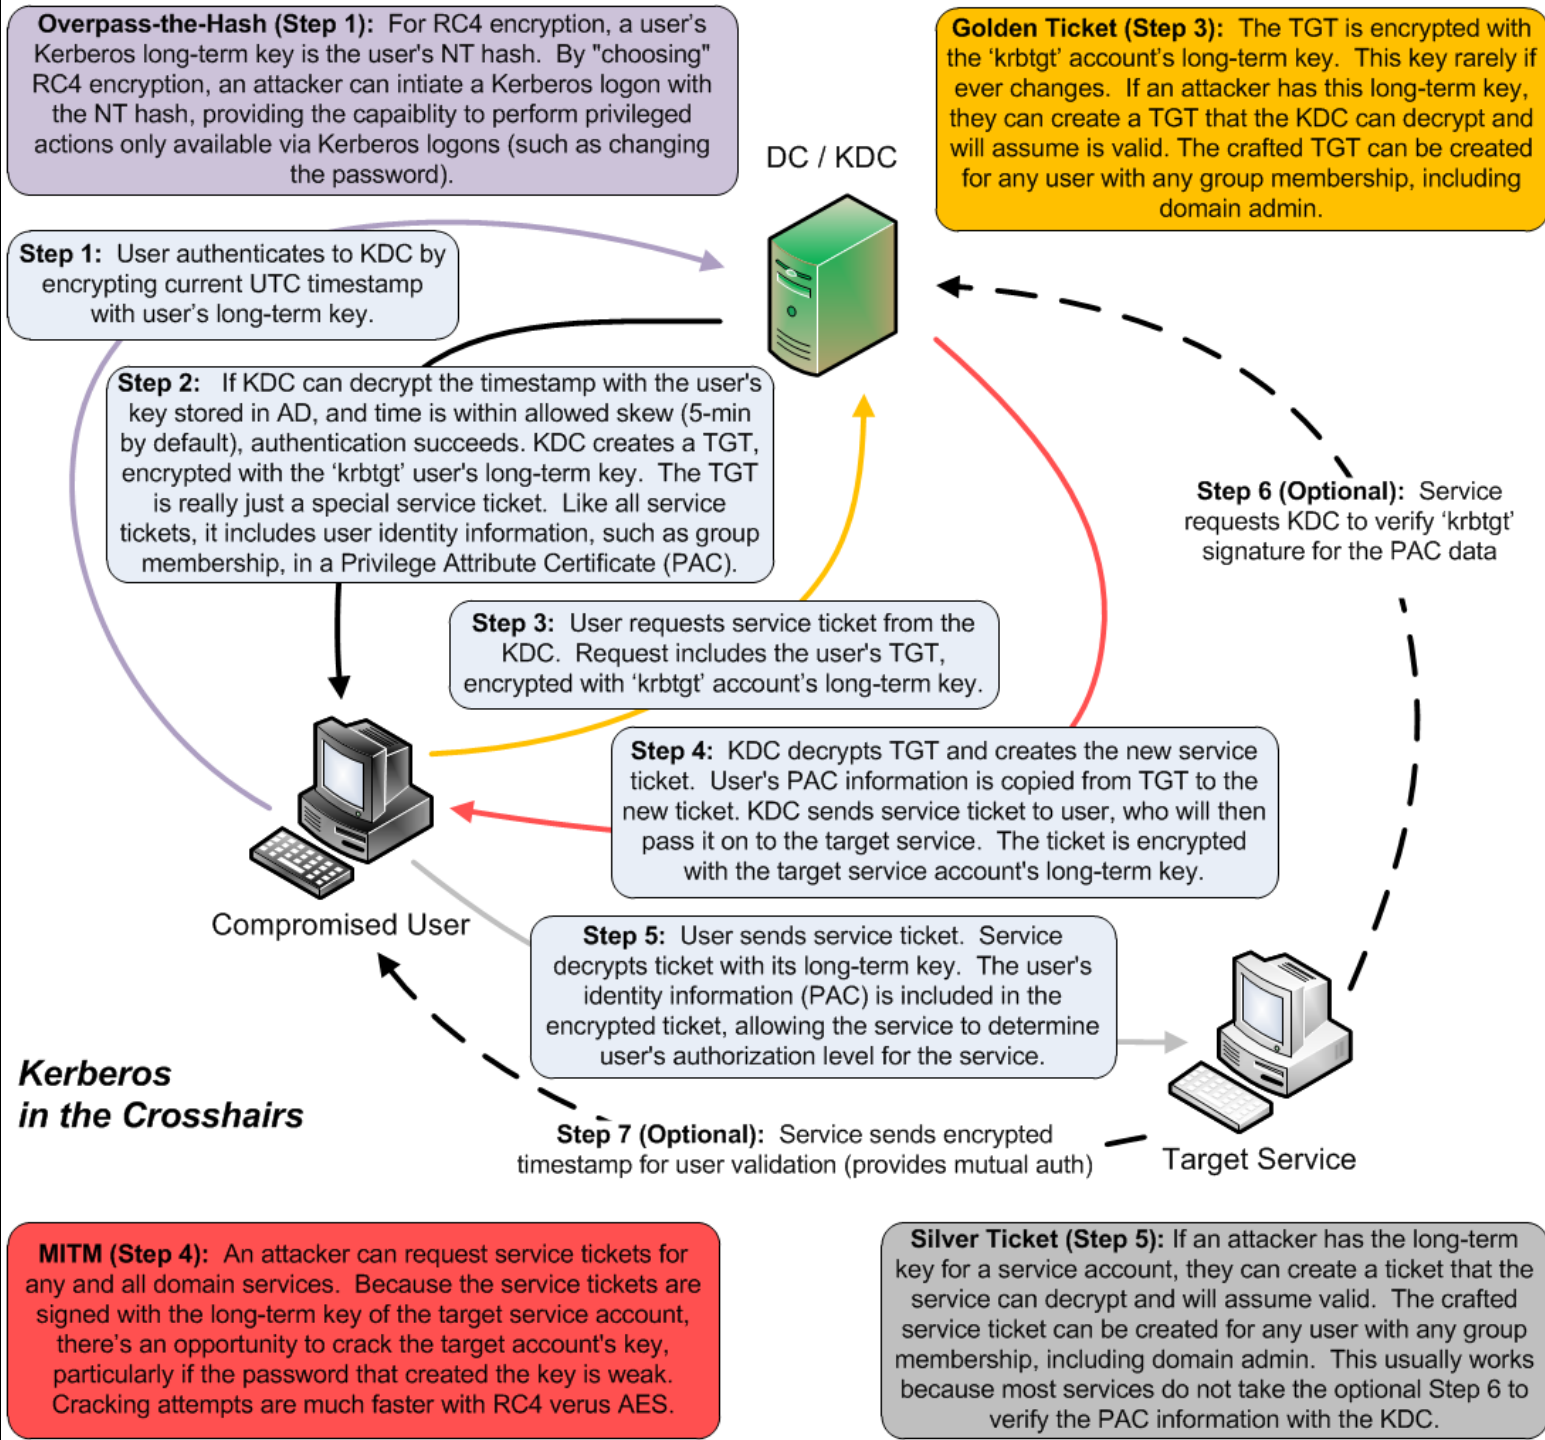 Overpass-the-Hash (Step 1): For RC4 encryption, a user's
Kerberos long-term key is the user's NT hash. By "choosing"
RC4 encryption, an attacker can intiate a Kerberos logon with
the NT hash, providing the capaiblity to perform privileged
actions only available via Kerberos logons (such as changing
the password).
Golden Ticket (Step 3): The TGT is encrypted with
the ‘krbtgt’ account’s long-term key. This key rarely if
ever changes. If an attacker has this long-term key,
they can create a TGT that the KDC can decrypt and
will assume is valid. The crafted TGT can be created
for any user with any group membership, including
domain admin.
DC / KDC
Step 1: User authenticates to KDC by
encrypting current UTC timestamp
with user’s long-term key.
Step 2: If KDC can decrypt the timestamp with the user's
key stored in AD, and time is within allowed skew (5-min
by default), authentication succeeds. KDC creates a TGT,
encrypted with the ‘krbtgt’ user's long-term key. The TGT
is really just a special service ticket. Like all service
tickets, it includes user identity information, such as group
membership, in a Privilege Attribute Certificate (PAC).
Step 6 (Optional): Service
requests KDC to verify ‘krbtgt’
signature for the PAC data
Step 3: User requests service ticket from the
KDC. Request includes the user's TGT,
encrypted with ‘krbtgt’ account’s long-term key.
Step 4: KDC decrypts TGT and creates the new service
ticket. User's PAC information is copied from TGT to the
new ticket. KDC sends service ticket to user, who will then
pass it on to the target service. The ticket is encrypted
with the target service account's long-term key.
Compromised User
Step 5: User sends service ticket. Service
decrypts ticket with its long-term key. The user's
identity information (PAC) is included in the
encrypted ticket, allowing the service to determine
user's authorization level for the service.
Kerberos
in the Crosshairs
Step 7 (Optional): Service sends encrypted
timestamp for user validation (provides mutual auth)
Target Service
MITM (Step 4): An attacker can request service tickets for
any and all domain services. Because the service tickets are
signed with the long-term key of the target service account,
there’s an opportunity to crack the target account's key,
particularly if the password that created the key is weak.
Cracking attempts are much faster with RC4 verus AES.
Silver Ticket (Step 5): If an attacker has the long-term
key for a service account, they can create a ticket that the
service can decrypt and will assume valid. The crafted
service ticket can be created for any user with any group
membership, including domain admin. This usually works
because most services do not take the optional Step 6 to
verify the PAC information with the KDC.